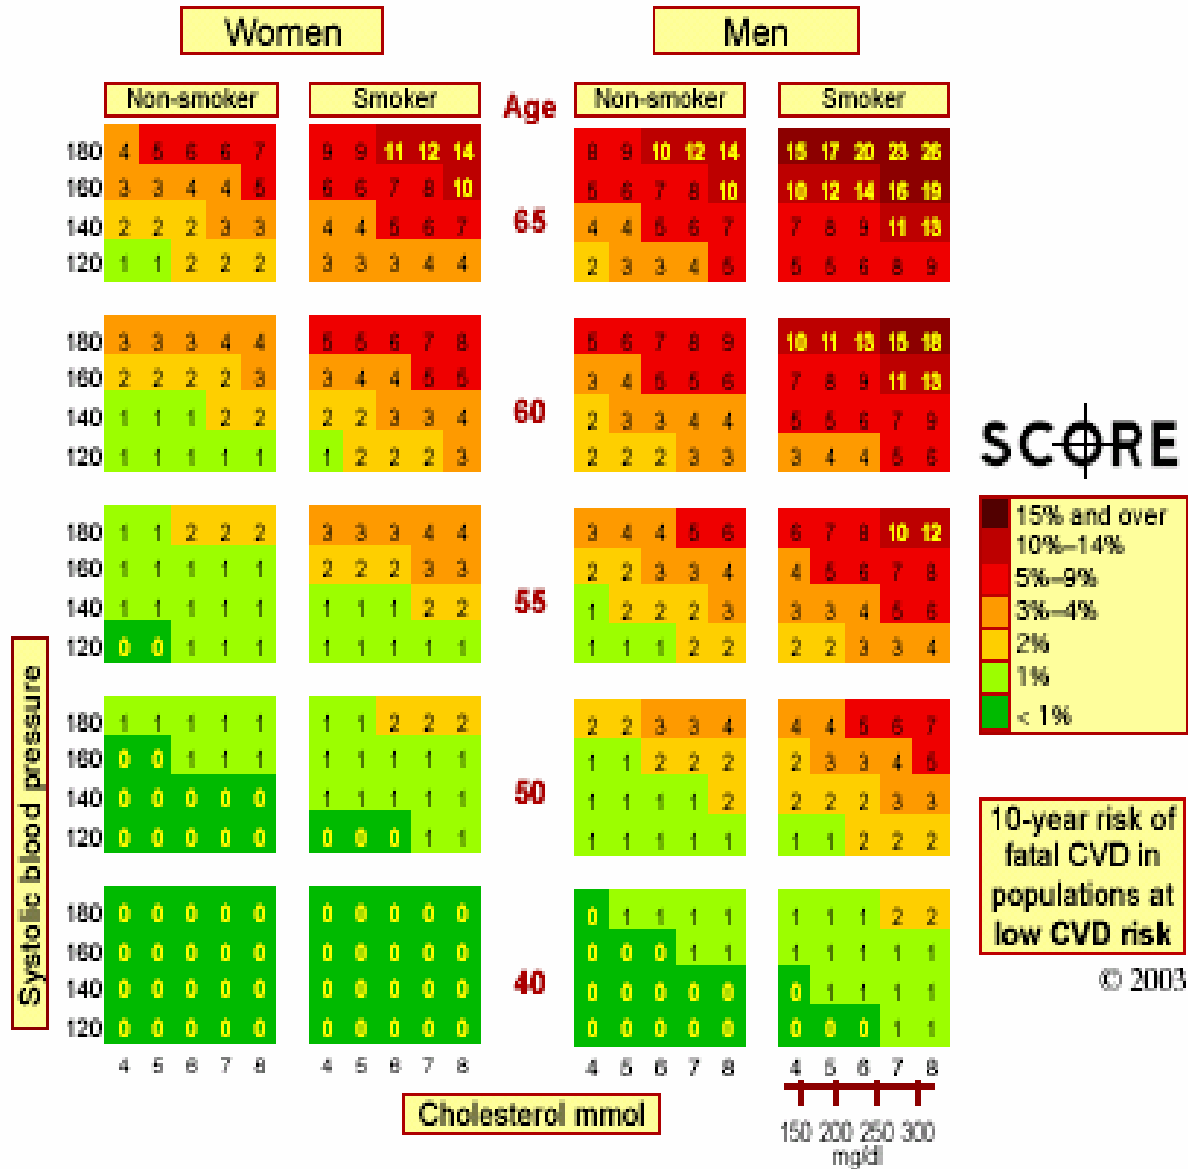 Women
Men
Non-smoker
Smoker
Age
Non-smoker
Smoker
180 4 5 6 6 7 9 9 11 12 14 8 9 10 12 14 15 17 20 23 26
160 3 3 4 4 5 6 6 7 8 10 5 6 7 8 10 10 12 14 16 19
65
140 2 2 2 3 3 4 4 5 6 7 4 4 5 6 7 7 8 9 11 13
120 1 1 2 2 2 3 3 3 4 4 2 3 3 4 5 5 5 6 8 9
180 3 3 3 4 4 5 5 6 7 8 5 6 7 8 9 10 11 13 15 18
160 2 2 2 2 3 3 4 4 5 5 3 4 5 5 6 7 8 9 11 13
60
140 1 1 1 2 2 2 2 3 3 4 2 3 3 4 4 5 5 6 7 9
120 1 1 1 1 1 1 2 2 2 3 2 2 2 3 3 3 4 4 5 6
180 1 1 2 2 2 3 3 3 4 4 3 4 4 5 6 6 7 8 10 12
160 1 1 1 1 1 2 2 2 3 3 2 2 3 3 4 4 5 6 7 8
55
140 1 1 1 1 1 1 1 1 2 2 1 2 2 2 3 3 3 4 5 6
120 0 0 1 1 1 1 1 1 1 1 1 1 1 2 2 2 2 3 3 4
180 1 1 1 1 1 1 1 2 2 2 2 2 3 3 4 4 4 5 6 7
160 0 0 1 1 1 1 1 1 1 1 1 1 2 2 2 2 3 3 4 5
50
140 0 0 0 0 0 1 1 1 1 1 1 1 1 1 2 2 2 2 3 3
120 0 0 0 0 0 0 0 0 1 1 1 1 1 1 1 1 1 2 2 2
180 0 0 0 0 0 0 0 0 0 0 0 1 1 1 1 1 1 1 2 2
160 0 0 0 0 0 0 0 0 0 0 0 0 0 1 1 1 1 1 1 1
40
140 0 0 0 0 0 0 0 0 0 0 0 0 0 0 0 0 1 1 1 1
120 0 0 0 0 0 0 0 0 0 0 0 0 0 0 0 0 0 0 1 1
4 5 6 7 8 4 5 6 7 8 4 5 6 7 8 4 5 6 7 8
Systolic blood pressure
Cholesterol mmol
150 200 250 300
mg/dl
SCORE
15% and over
10%–14%
5%–9%
3%–4%
2%
1%
< 1%
10-year risk of
fatal CVD in
populations at
low CVD risk
© 2003